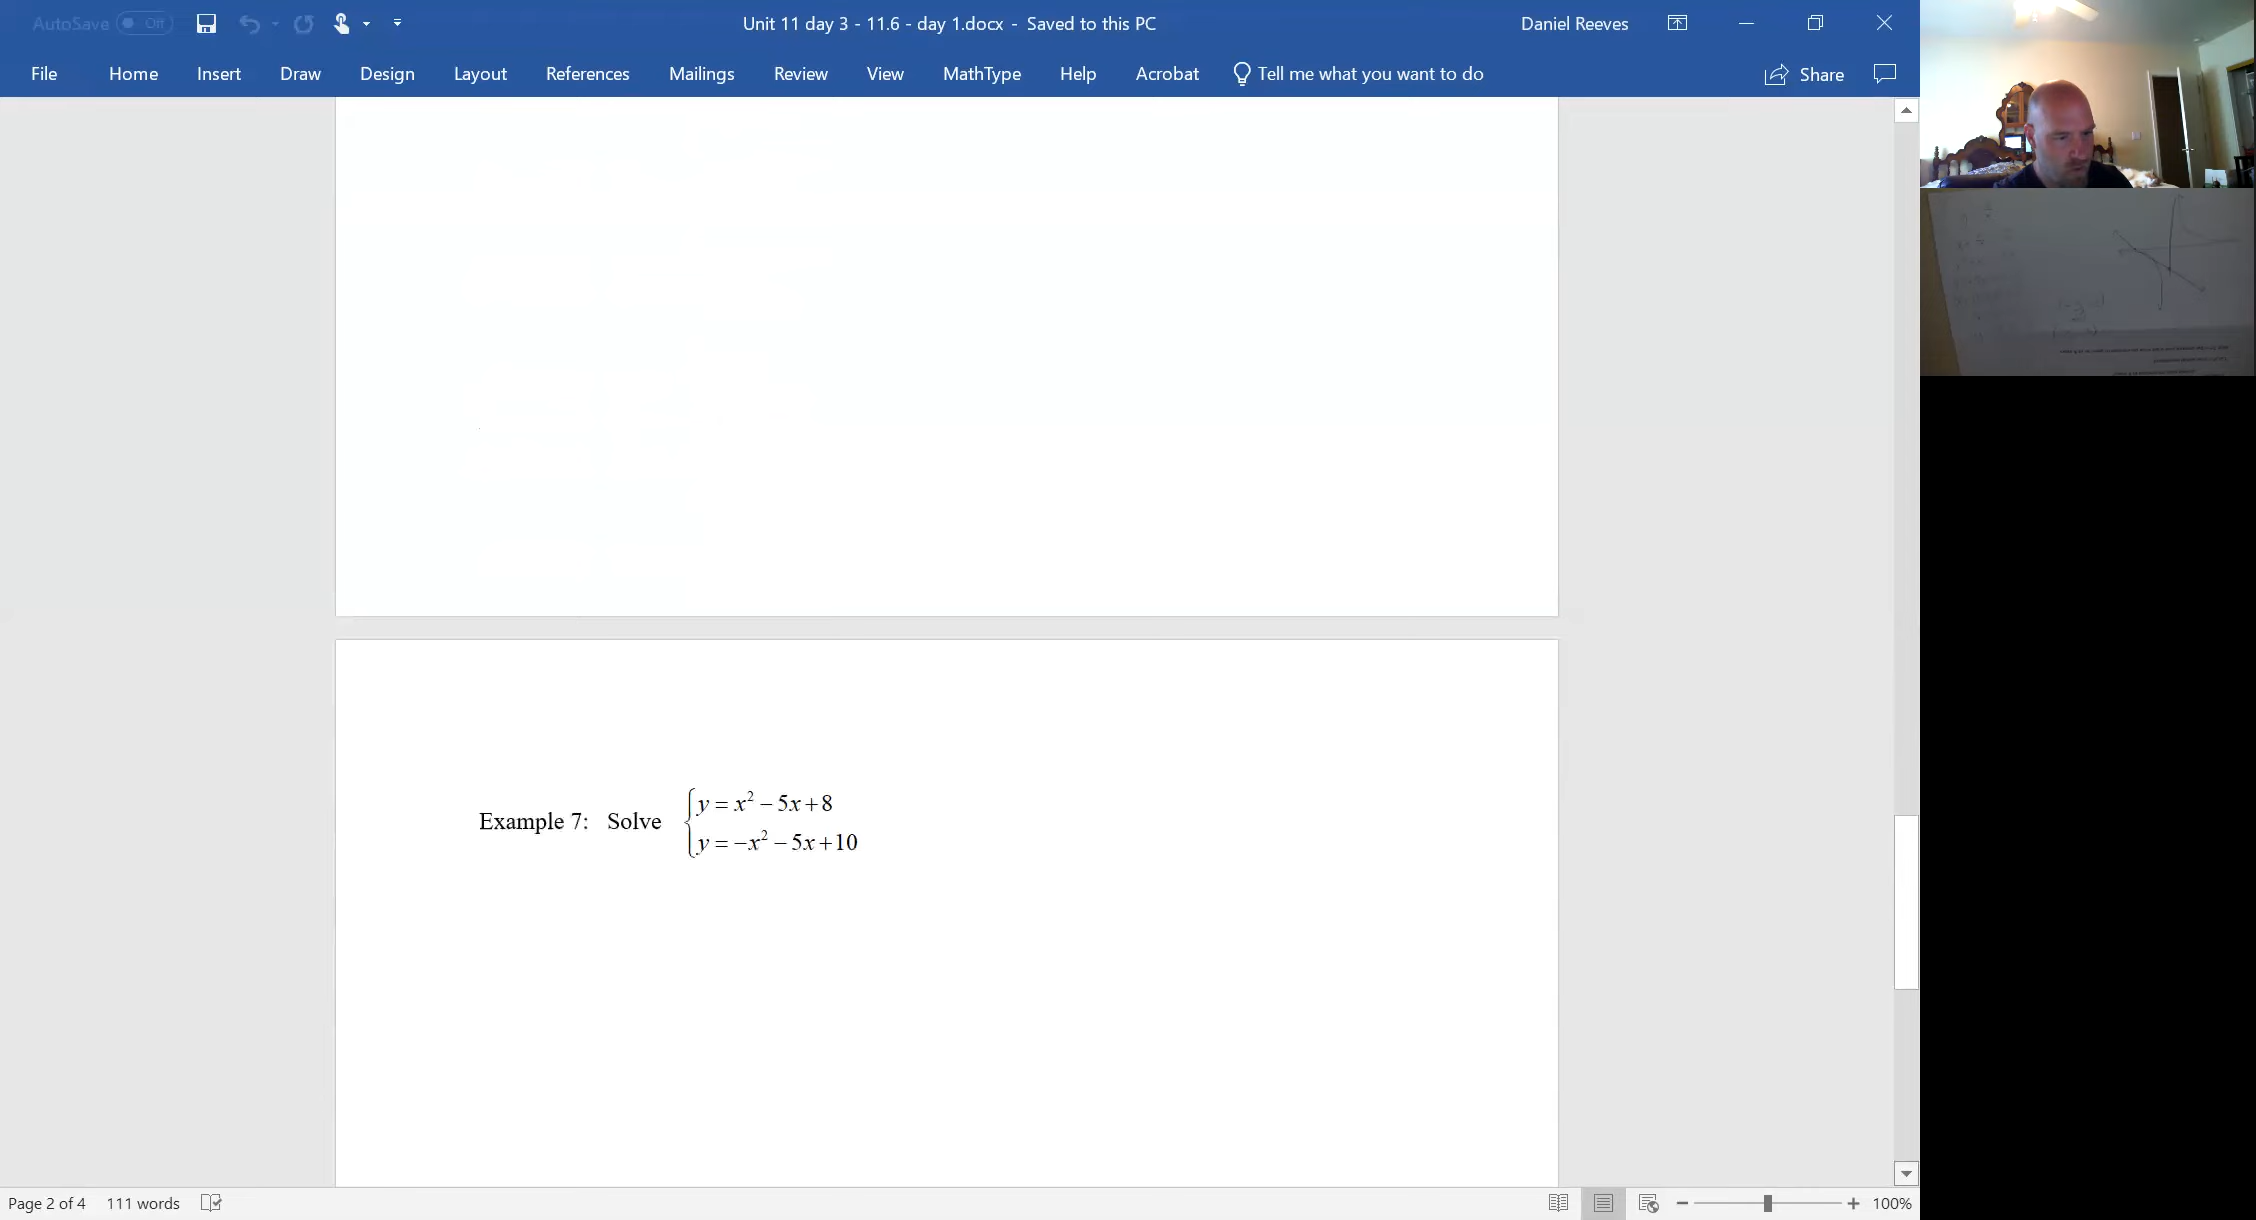 AutoSave Off
Unit 11 day 3 - 11.6 - day 1.docx - Saved to this PC
Daniel Reeves
File Home Insert Draw Design Layout References Mailings Review View MathType Help Acrobat Tell me what you want to do Share
Example 7: Solve
y = x² − 5x + 8
y = −x² − 5x + 10
Page 2 of 4 111 words 100%